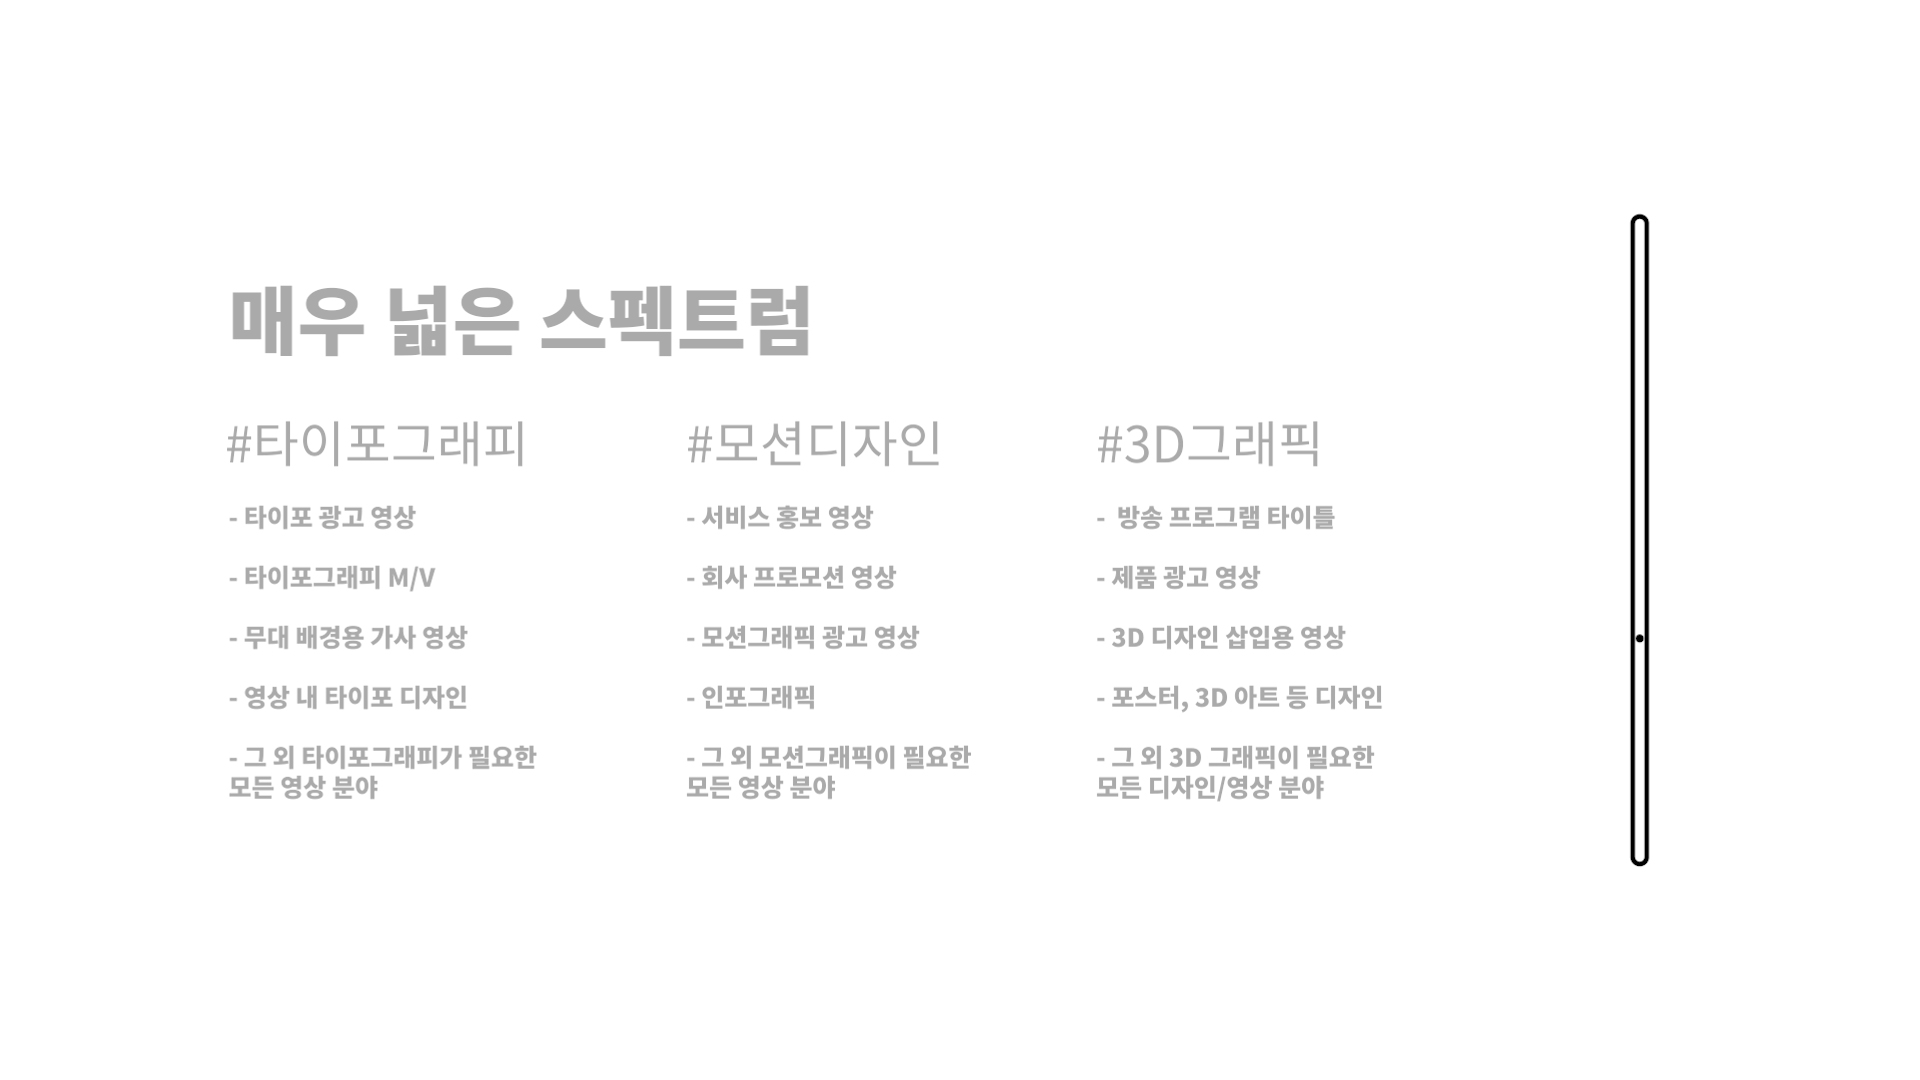 매우 넓은 스펙트럼
#타이포그래피
- 타이포 광고 영상
- 타이포그래피 M/V
- 무대 배경용 가사 영상
- 영상 내 타이포 디자인
- 그 외 타이포그래피가 필요한
모든 영상 분야
#모션디자인
- 서비스 홍보 영상
- 회사 프로모션 영상
- 모션그래픽 광고 영상
- 인포그래픽
- 그 외 모션그래픽이 필요한
모든 영상 분야
#3D그래픽
-  방송 프로그램 타이틀
- 제품 광고 영상
- 3D 디자인 삽입용 영상
- 포스터, 3D 아트 등 디자인
- 그 외 3D 그래픽이 필요한
모든 디자인/영상 분야